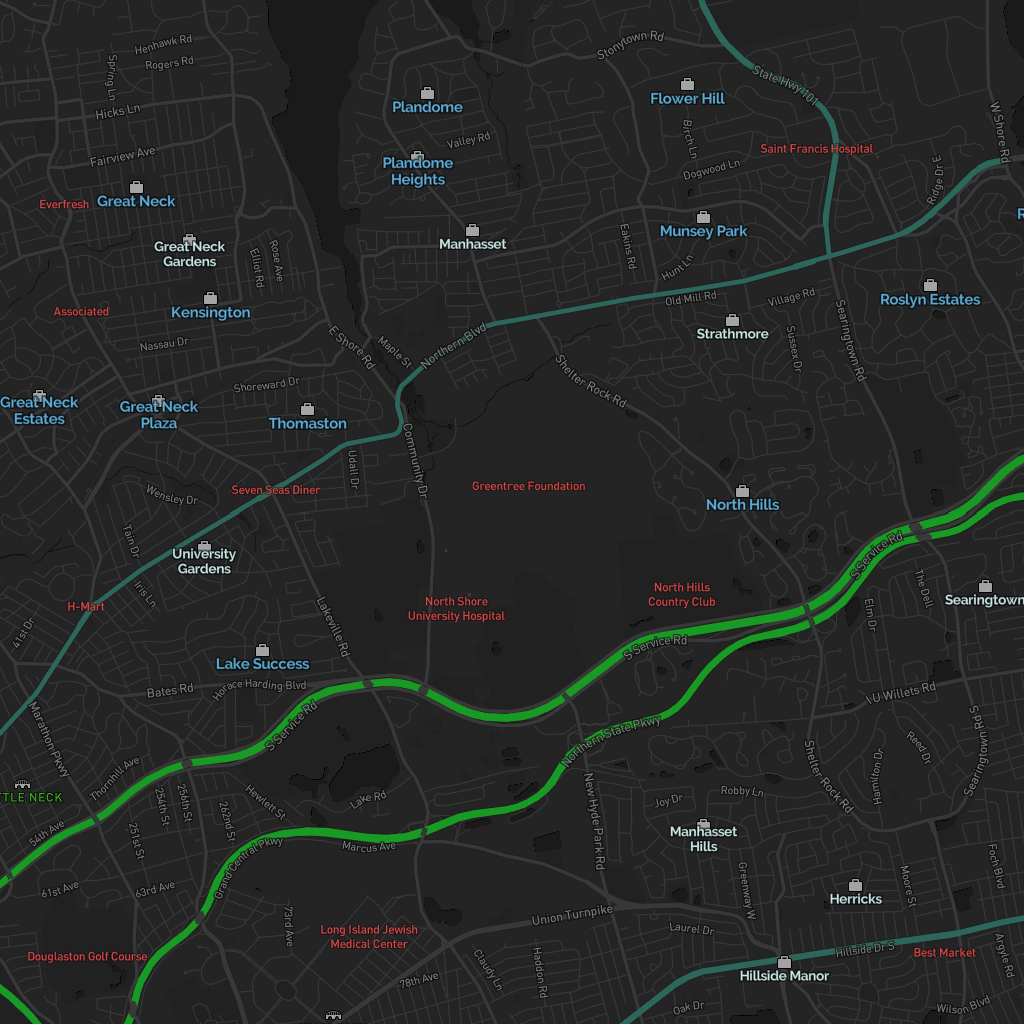 Henhawk Rd
Rogers Rd
Spring Ln
Hicks Ln
Fairview Ave
Everfresh
Great Neck
Great Neck
Gardens
Elliot Rd
Rose Ave
Kensington
Associated
Nassau Dr
E Shore Rd
Maple St
Shoreward Dr
Great Neck
Estates
Great Neck
Plaza
Thomaston
Plandome
Valley Rd
Plandome
Heights
Manhasset
Stonytown Rd
Flower Hill
State Hwy 101
Birch Ln
Dogwood Ln
Saint Francis Hospital
W Shore Rd
Ridge Dr E
Munsey Park
Eakins Rd
Hunt Ln
Old Mill Rd
Village Rd
Roslyn Estates
Strathmore
Sussex Dr
Searingtown Rd
Northern Blvd
Shelter Rock Rd
Community Dr
Udall Dr
Seven Seas Diner
Wensley Dr
Greentree Foundation
North Hills
Tain Dr
University
Gardens
Iris Ln
H-Mart
41st Dr
Lakeville Rd
North Shore
University Hospital
North Hills
Country Club
S Service Rd
S Service Rd
The Dell
Elm Dr
Searingtown
Lake Success
Bates Rd
Horace Harding Blvd
S Service Rd
Marathon Pkwy
Northern State Pkwy
I U Willets Rd
Searingtown Rd S
Reed Dr
Hamilton Dr
Shelter Rock Rd
Thornhill Ave
TTLE NECK
54th Ave
254th St
256th St
262nd St
251st St
Hewlett St
Lake Rd
Marcus Ave
Grand Central Pkwy
New Hyde Park Rd
Joy Dr
Robby Ln
Manhasset
Hills
Greenway W
Herricks
Moore St
Foch Blvd
61st Ave
63rd Ave
73rd Ave
Long Island Jewish
Medical Center
Union Turnpike
Laurel Dr
Douglaston Golf Course
78th Ave
Claudy Ln
Haddon Rd
Hillside Manor
Hillside Dr S
Best Market
Argyle Rd
Oak Dr
Wilson Blvd
R